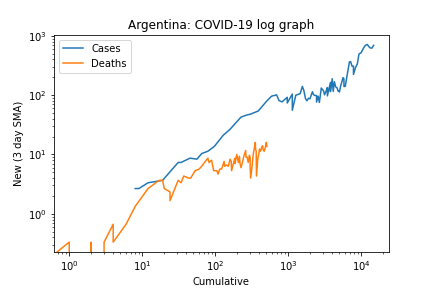 Argentina: COVID-19 log graph
Cases
Deaths
New (3 day SMA)
10³
10²
10¹
10⁰
10⁰ 10¹ 10² 10³ 10⁴
Cumulative